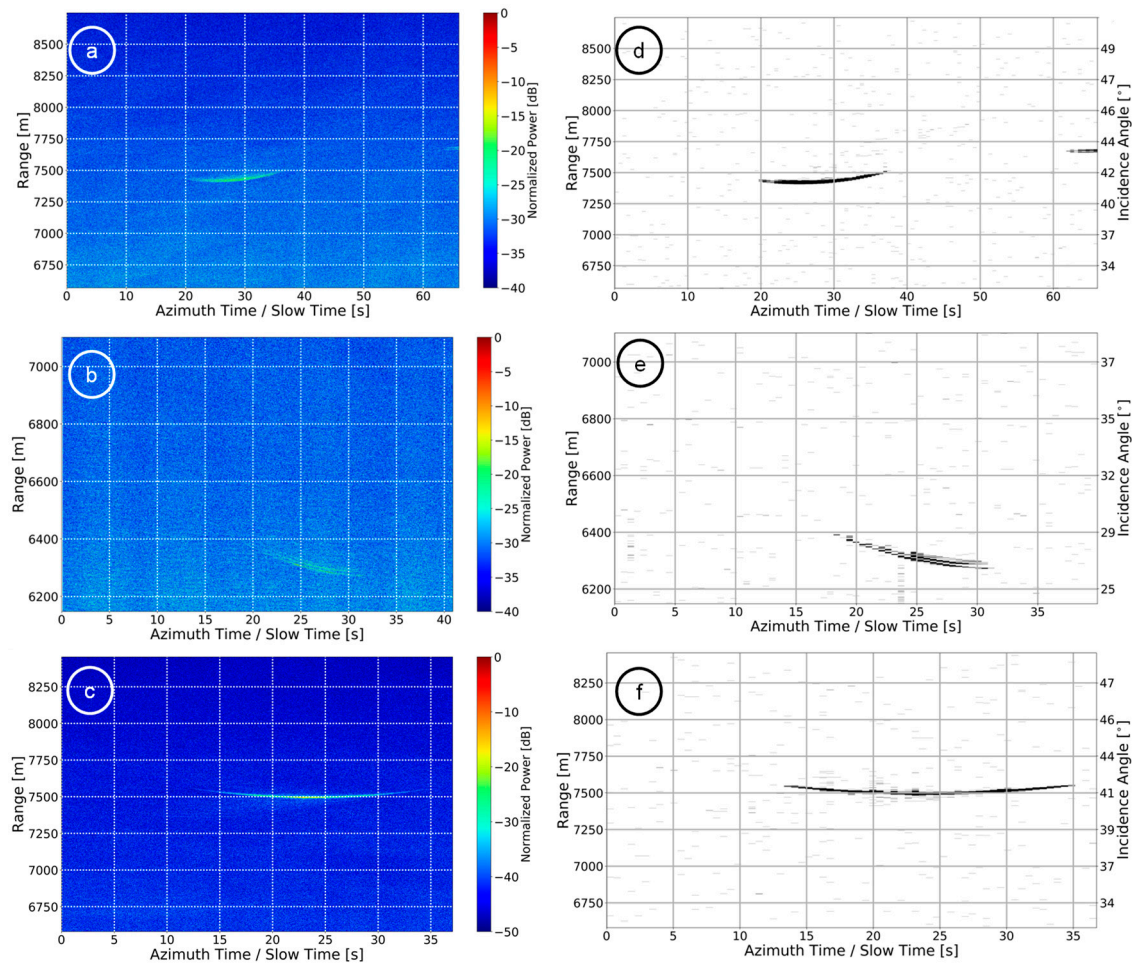 a
8500
8250
8000
7750
7500
7250
7000
6750
Range [m]
0 10 20 30 40 50 60
Azimuth Time / Slow Time [s]
0
−5
−10
−15
−20
−25
−30
−35
−40
Normalized Power [dB]
d
8500
8250
8000
7750
7500
7250
7000
6750
Range [m]
0 10 20 30 40 50 60
Azimuth Time / Slow Time [s]
49
47
46
44
42
40
37
34
Incidence Angle [°]
b
7000
6800
6600
6400
6200
Range [m]
0 5 10 15 20 25 30 35 40
Azimuth Time / Slow Time [s]
0
−5
−10
−15
−20
−25
−30
−35
−40
Normalized Power [dB]
e
7000
6800
6600
6400
6200
Range [m]
0 5 10 15 20 25 30 35
Azimuth Time / Slow Time [s]
37
35
32
29
25
Incidence Angle [°]
c
8250
8000
7750
7500
7250
7000
6750
Range [m]
0 5 10 15 20 25 30 35
Azimuth Time / Slow Time [s]
0
−10
−20
−30
−40
−50
Normalized Power [dB]
f
8250
8000
7750
7500
7250
7000
6750
Range [m]
0 5 10 15 20 25 30 35
Azimuth Time / Slow Time [s]
47
46
44
41
39
37
34
Incidence Angle [°]